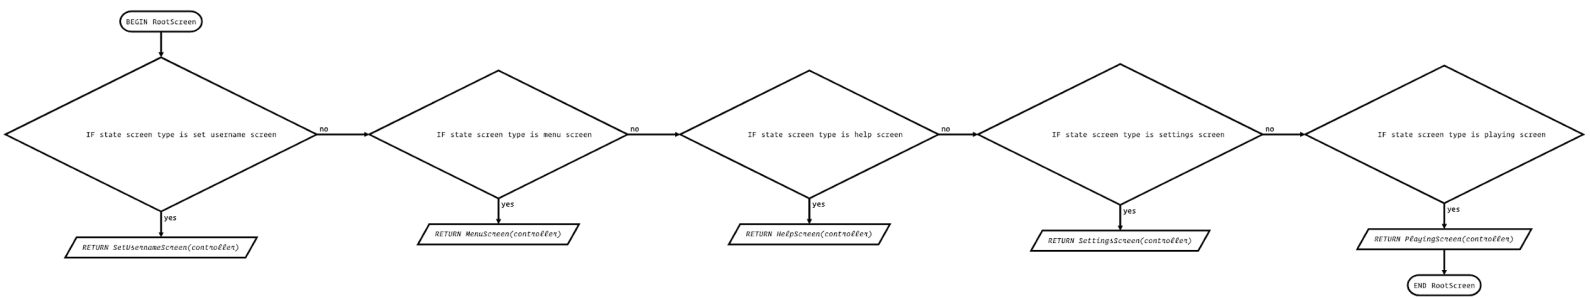 BEGIN RootScreen
IF state screen type is set username screen
no
IF state screen type is menu screen
no
IF state screen type is help screen
no
IF state screen type is settings screen
no
IF state screen type is playing screen
yes
RETURN SetUsernameScreen(controller)
yes
RETURN MenuScreen(controller)
yes
RETURN HelpScreen(controller)
yes
RETURN SettingsScreen(controller)
yes
RETURN PlayingScreen(controller)
END RootScreen